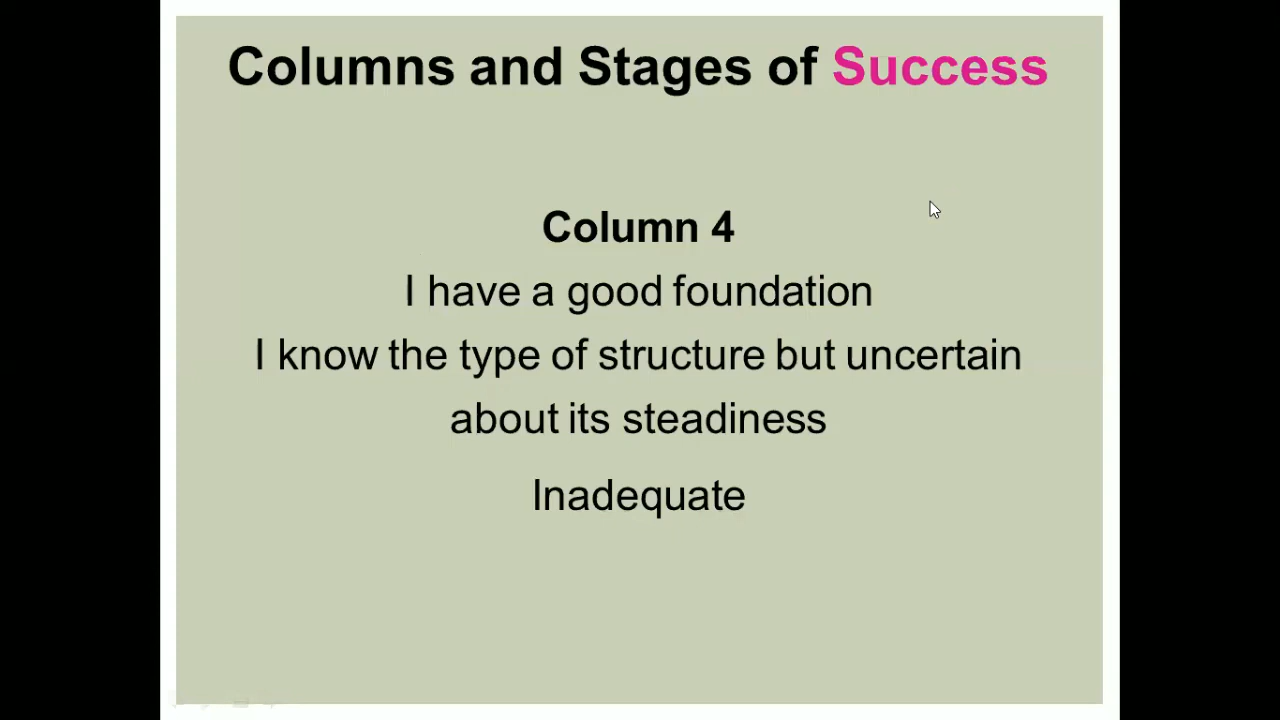 Columns and Stages of Success
Column 4
I have a good foundation
I know the type of structure but uncertain
about its steadiness
Inadequate